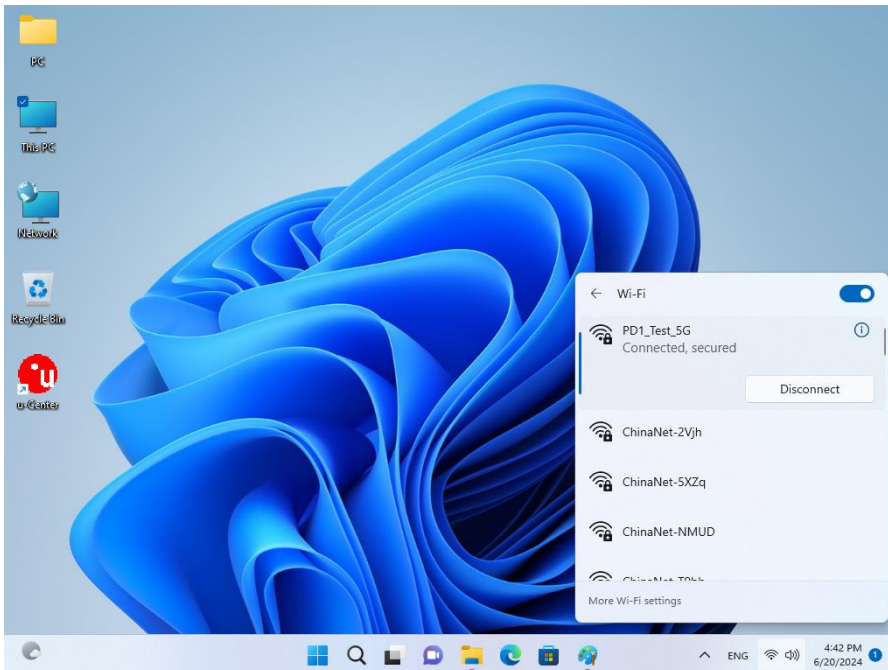 PC
This PC
Network
Recycle Bin
u
u-Center
Wi-Fi
PD1_Test_5G
Connected, secured
Disconnect
ChinaNet-2Vjh
ChinaNet-5XZq
ChinaNet-NMUD
More Wi-Fi settings
ENG
4:42 PM
6/20/2024
1